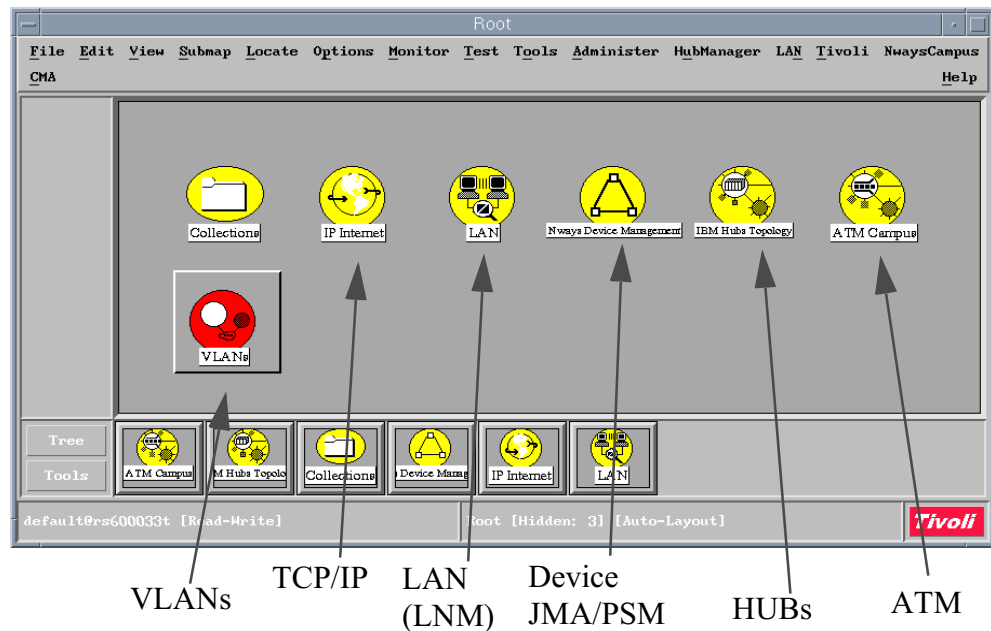 Root
File Edit View Submap Locate Options Monitor Test Tools Administer HubManager LAN Tivoli NwaysCampus
CMA Help
Collections IP Internet LAN Nways Device Management IBM Hubs Topology ATM Campus
VLANs
Tree
ATM Campus M Hubs Topolo Collections Device Manag IP Internet LAN
Tools
default@rs600033t [Read-Write] Root [Hidden: 3] [Auto-Layout] Tivoli
VLANs TCP/IP LAN (LNM) Device JMA/PSM HUBs ATM